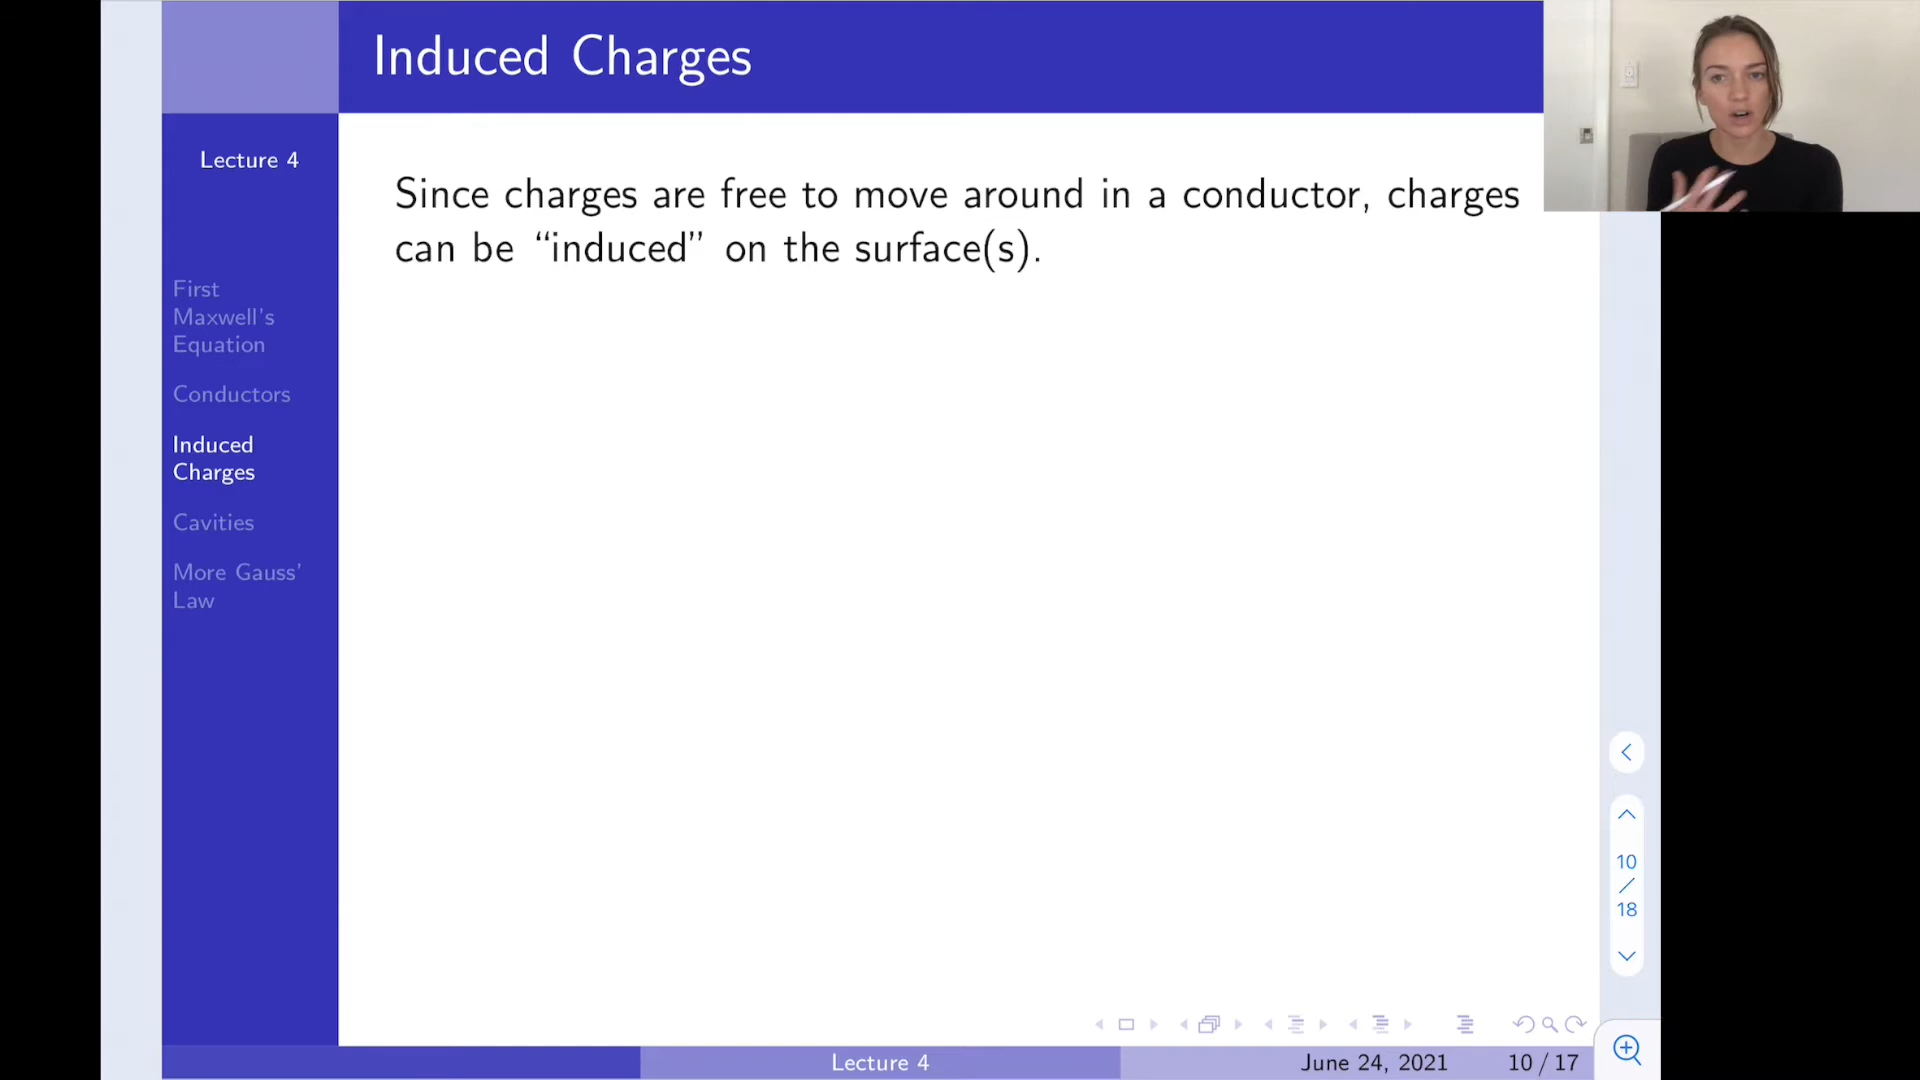 Induced Charges
Lecture 4
First
Maxwell's
Equation
Conductors
Induced
Charges
Cavities
More Gauss'
Law
Since charges are free to move around in a conductor, charges
can be “induced” on the surface(s).
10
/
18
Lecture 4
June 24, 2021
10 / 17